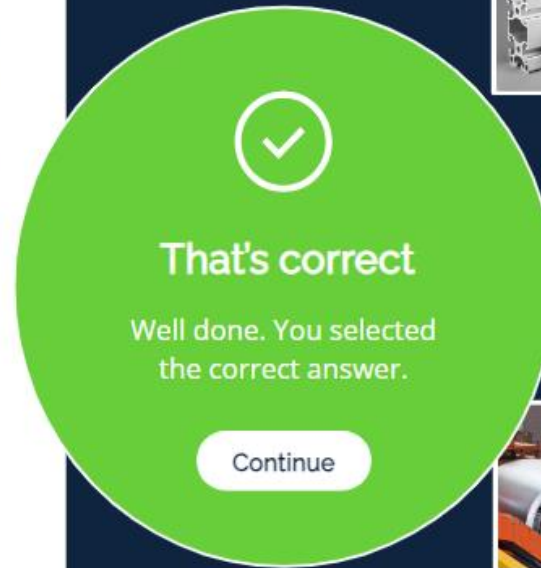 That's correct
Well done. You selected
the correct answer.
Continue